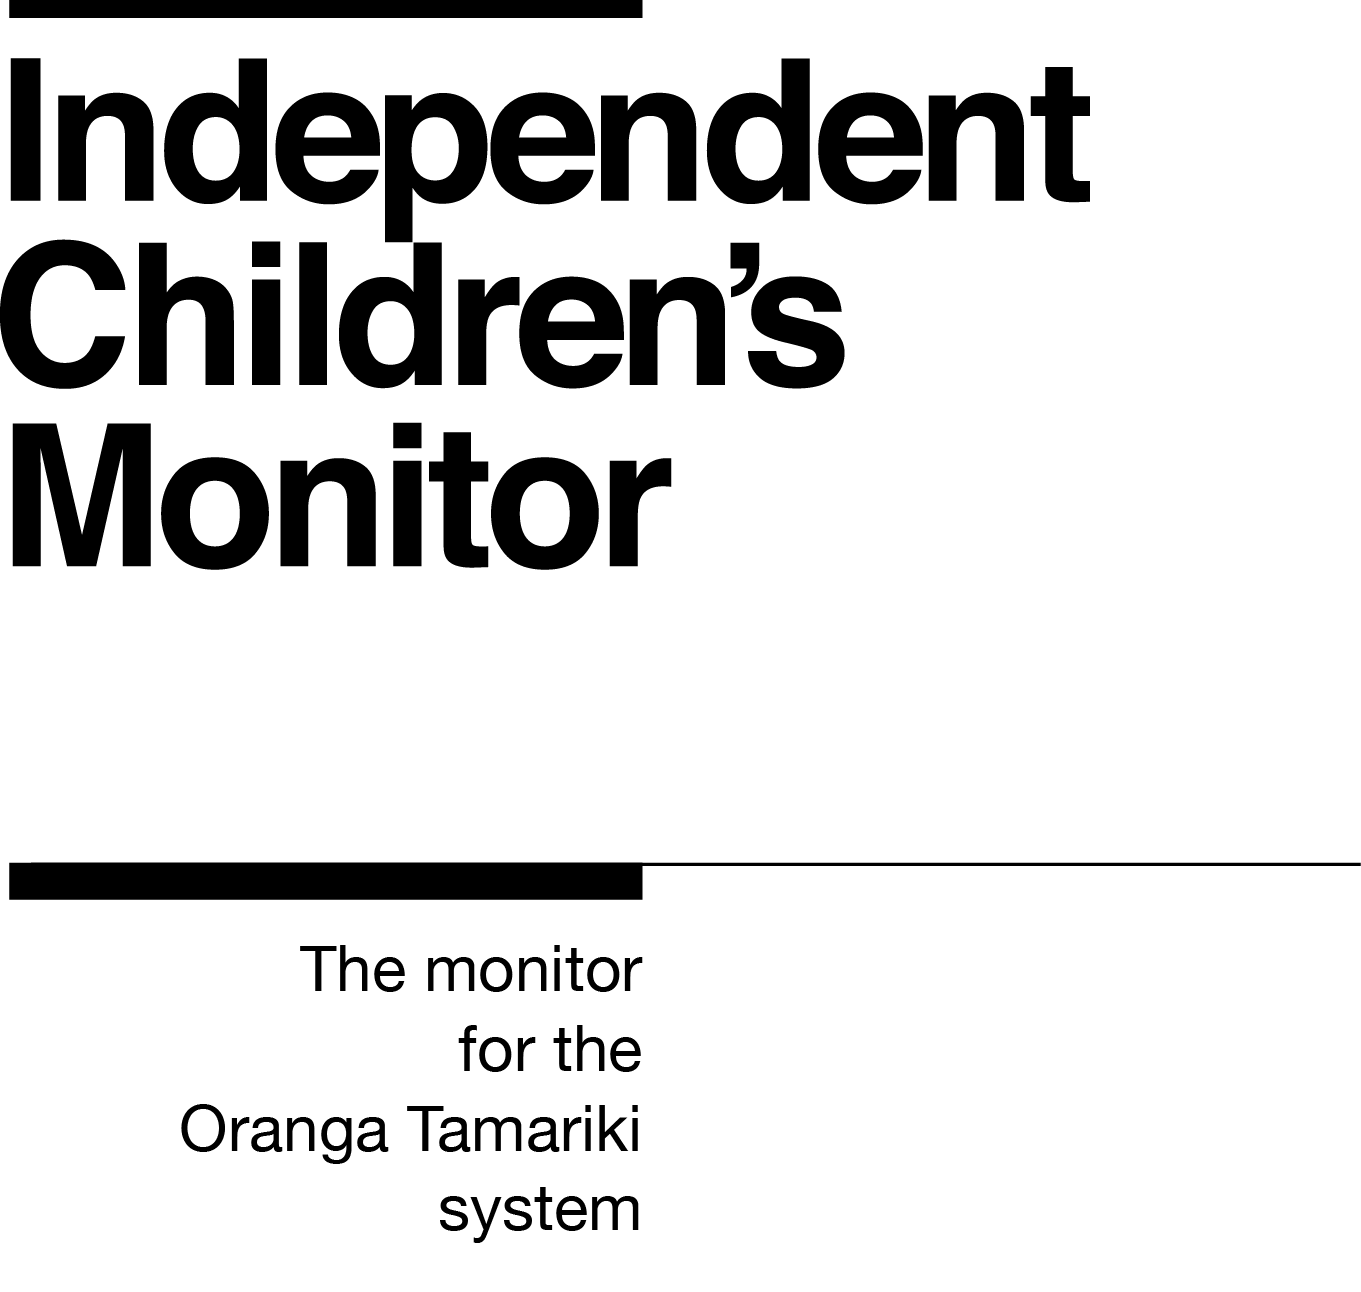 Independent
Children’s
Monitor
The monitor
for the
Oranga Tamariki
system